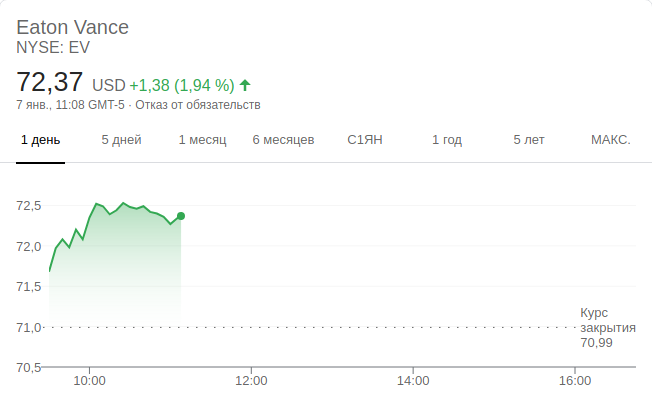 Eaton Vance
NYSE: EV
72,37 USD +1,38 (1,94 %)
7 янв., 11:08 GMT-5 · Отказ от обязательств
1 день 5 дней 1 месяц 6 месяцев С1ЯН 1 год 5 лет МАКС.
72,5
72,0
71,5
71,0
Курс
закрытия
70,99
70,5
10:00 12:00 14:00 16:00